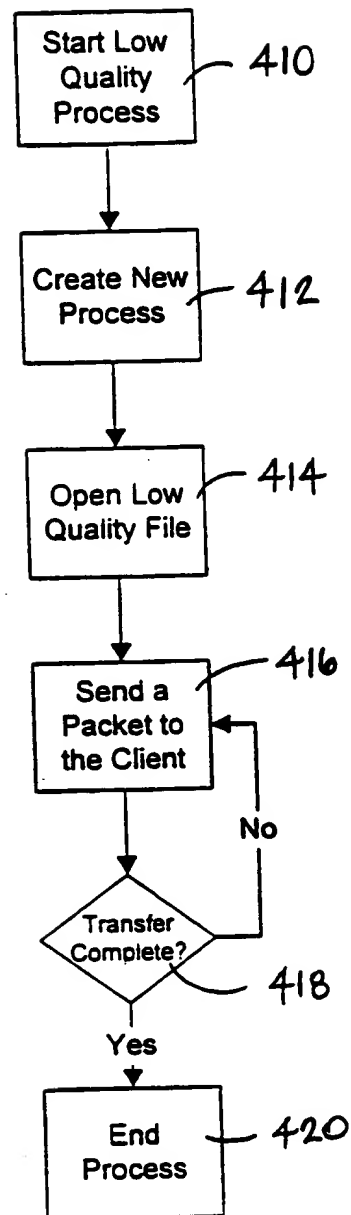 Start Low
Quality
Process
410
Create New
Process
412
Open Low
Quality File
414
Send a
Packet to
the Client
416
No
Transfer
Complete?
418
Yes
End
Process
420